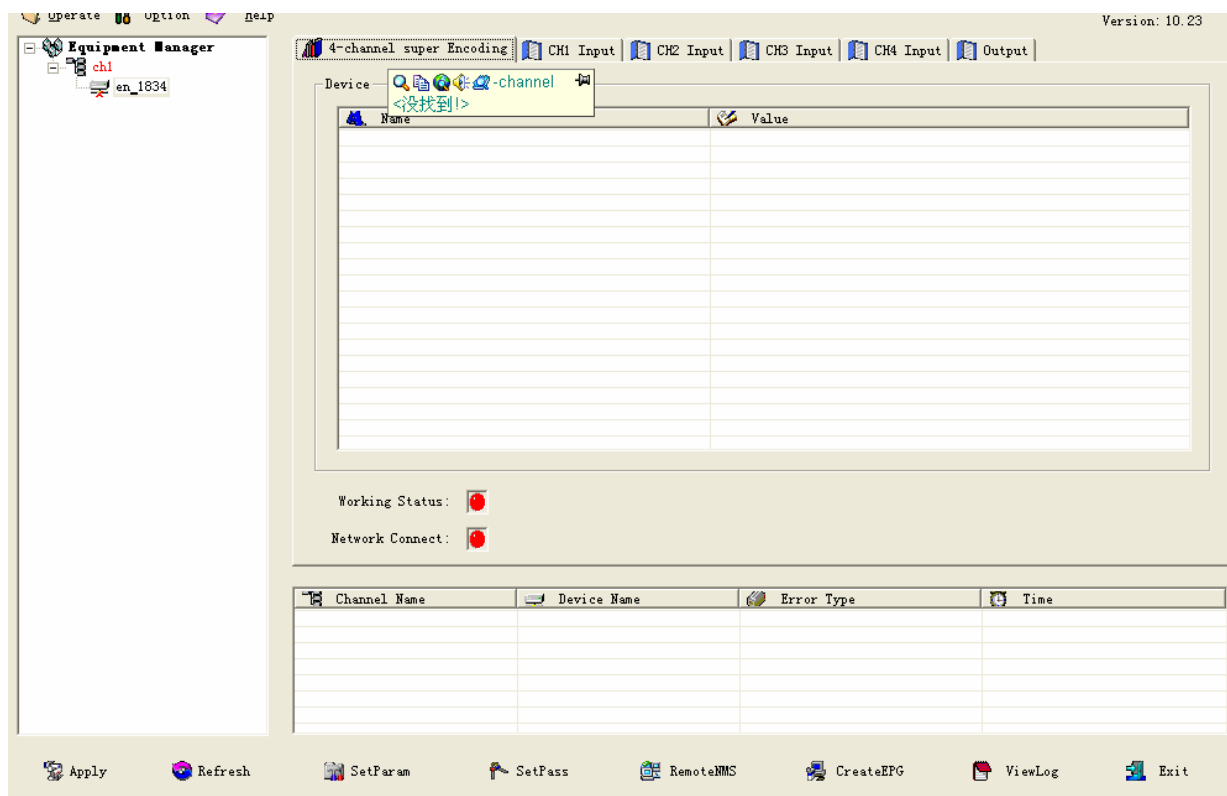 Operate Option Help
Version: 10.23
Equipment Manager
ch1
en_1834
4-channel super Encoding CH1 Input CH2 Input CH3 Input CH4 Input Output
Device
-channel
<没找到!>
Name Value
Working Status:
Network Connect:
Channel Name Device Name Error Type Time
Apply Refresh SetParam SetPass RemoteNMS CreateEPG ViewLog Exit